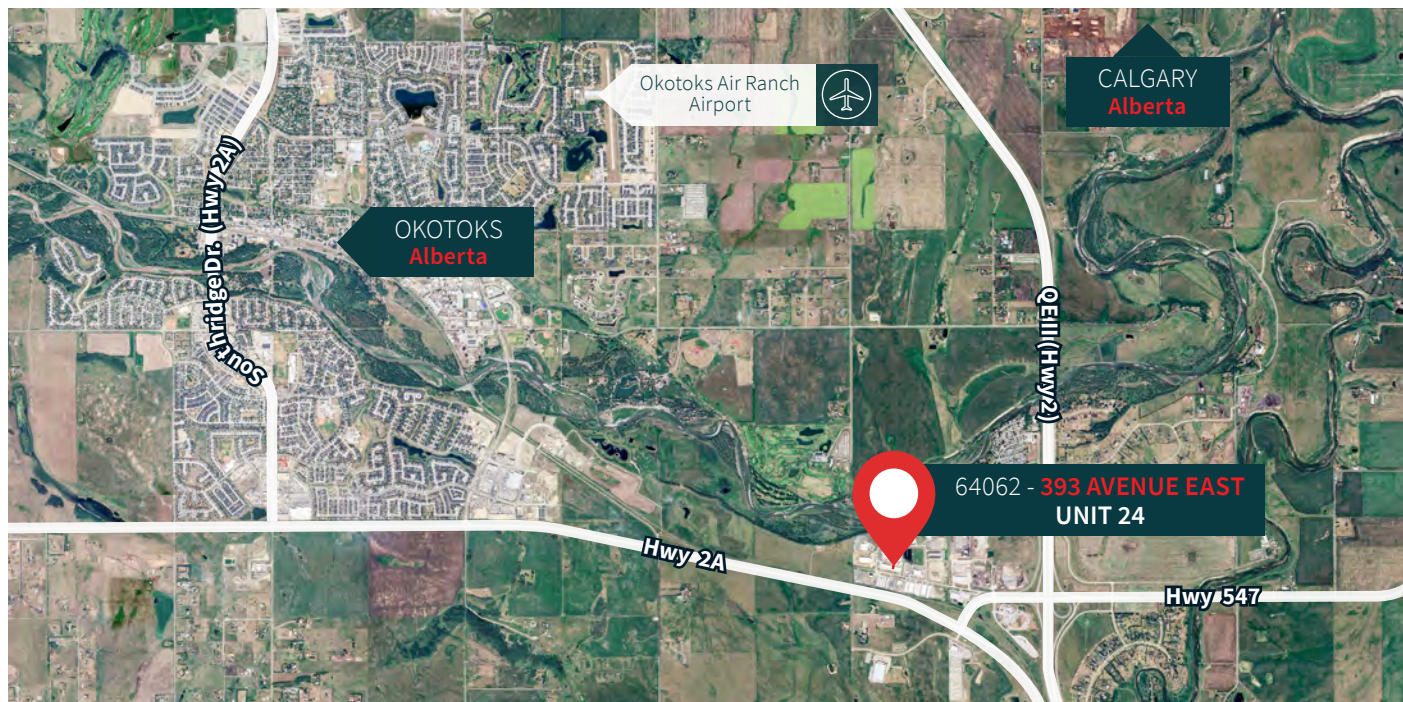 Okotoks Air Ranch
Airport
CALGARY
Alberta
Southridge Dr. (Hwy 2A)
OKOTOKS
Alberta
QEIII(Hwy2)
64062 - 393 AVENUE EAST
UNIT 24
Hwy 2A
Hwy 547